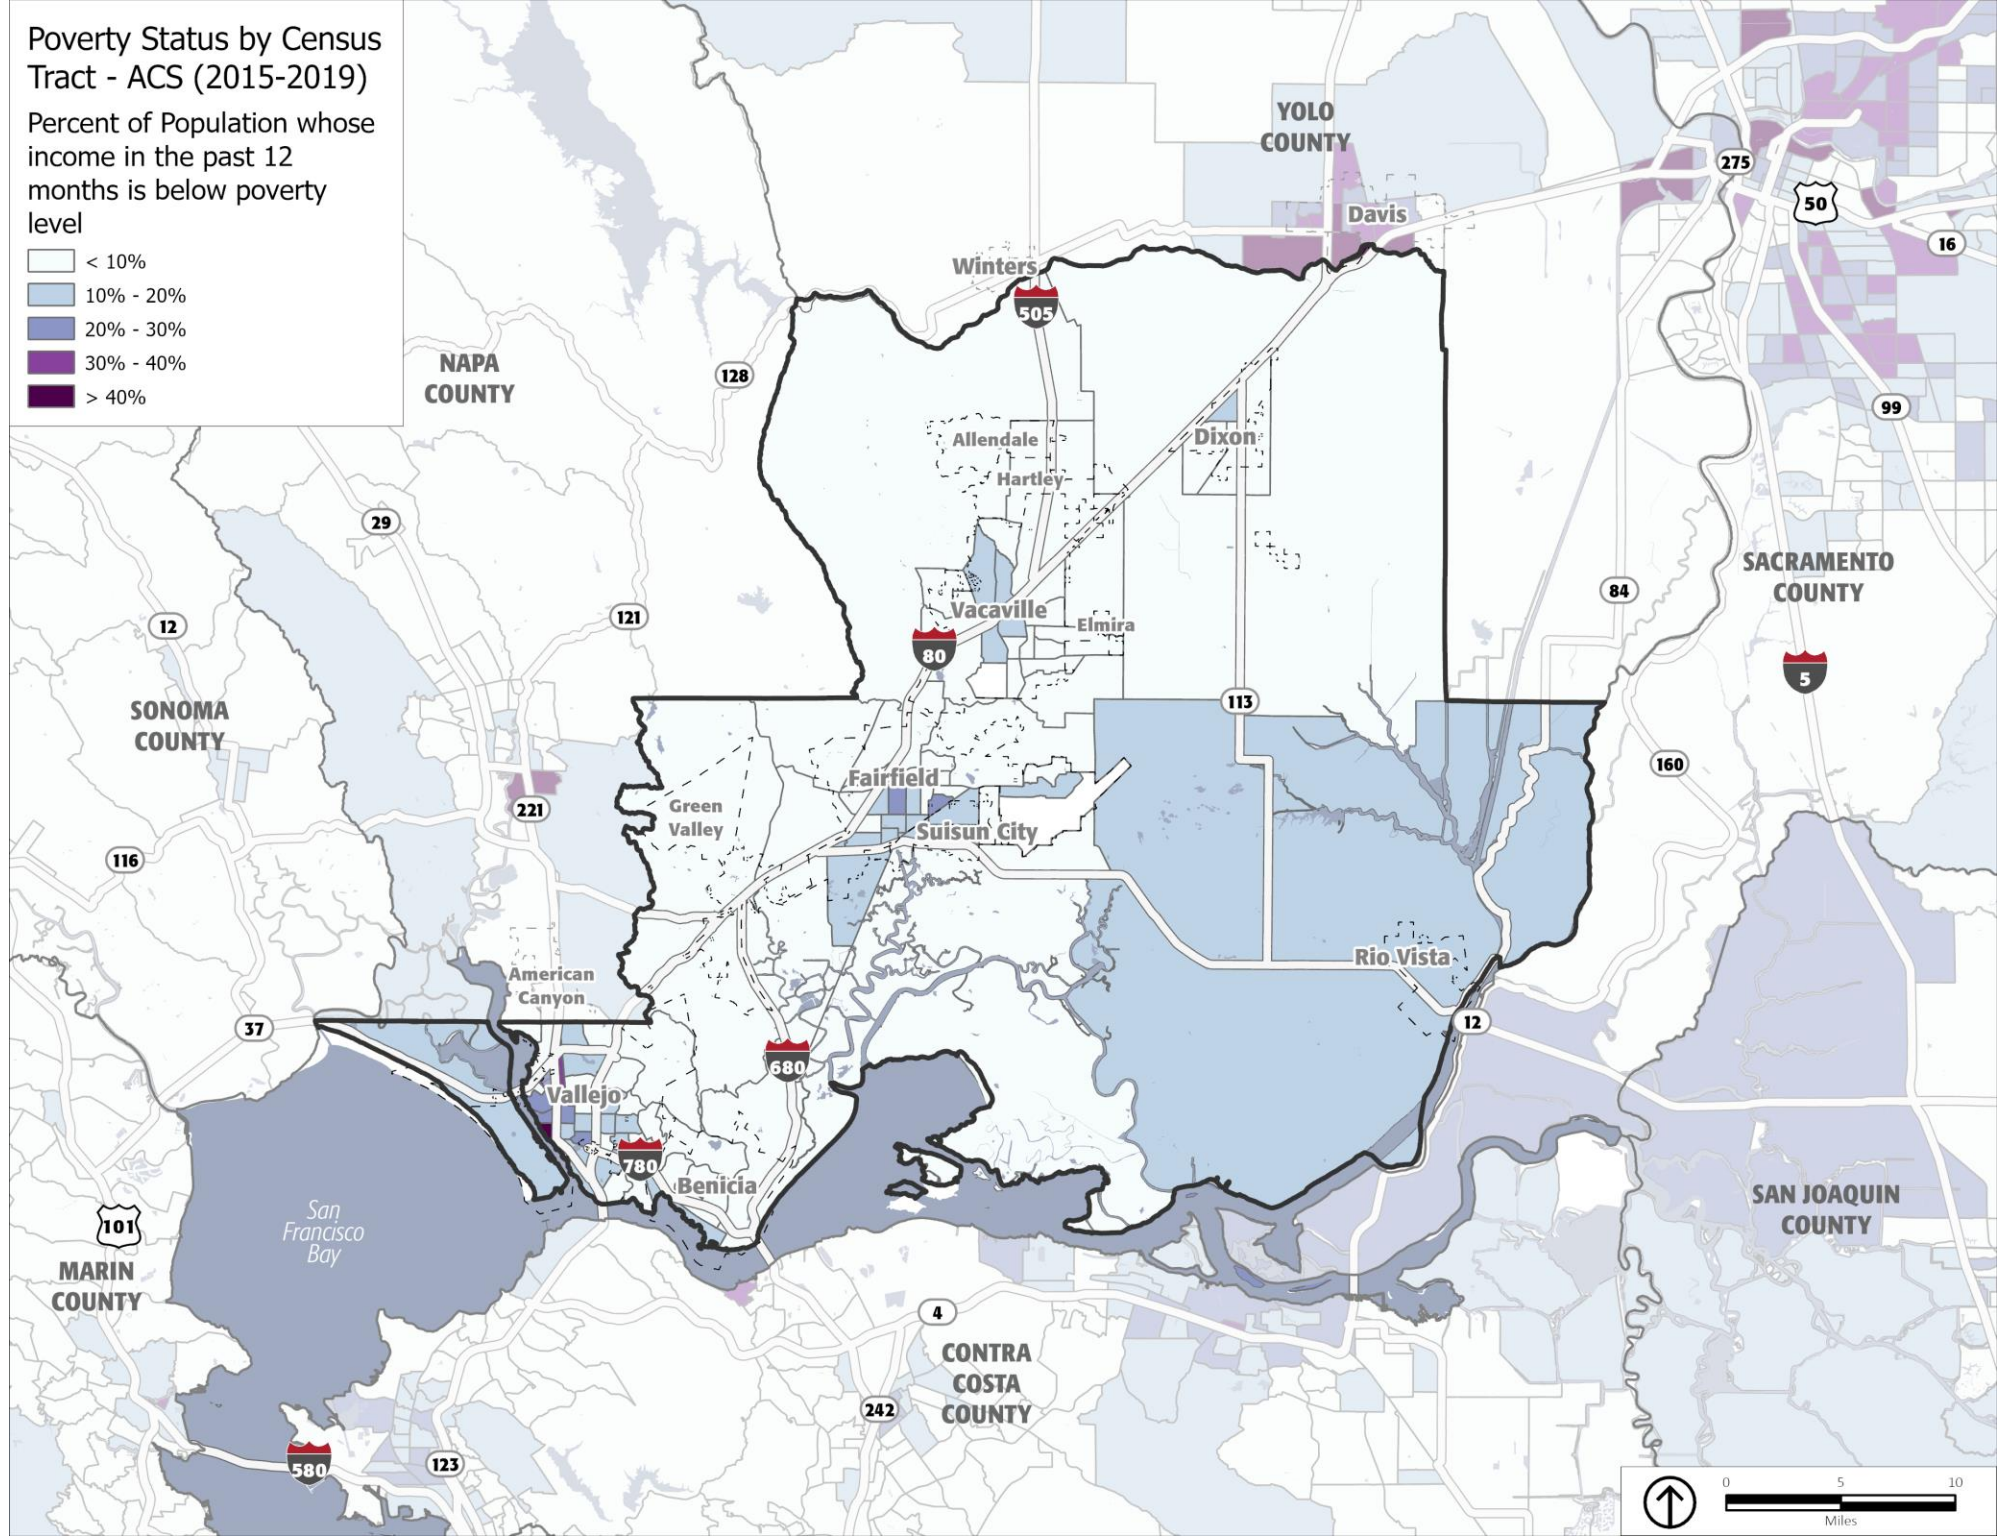 Poverty Status by Census
Tract - ACS (2015-2019)
Percent of Population whose
income in the past 12
months is below poverty
level
< 10%
10% - 20%
20% - 30%
30% - 40%
> 40%
YOLO
COUNTY
275
50
Davis
16
Winters
505
NAPA
COUNTY
128
99
Allendale
Dixon
Hartley
29
SACRAMENTO
COUNTY
84
121
12
Vacaville
Elmira
80
5
SONOMA
COUNTY
113
160
Fairfield
221
Green
Valley
Suisun City
116
Rio Vista
American
Canyon
37
12
680
Vallejo
780
Benicia
SAN JOAQUIN
COUNTY
San
Francisco
Bay
101
MARIN
COUNTY
4
CONTRA
COSTA
COUNTY
242
580
123
0 5 10
Miles